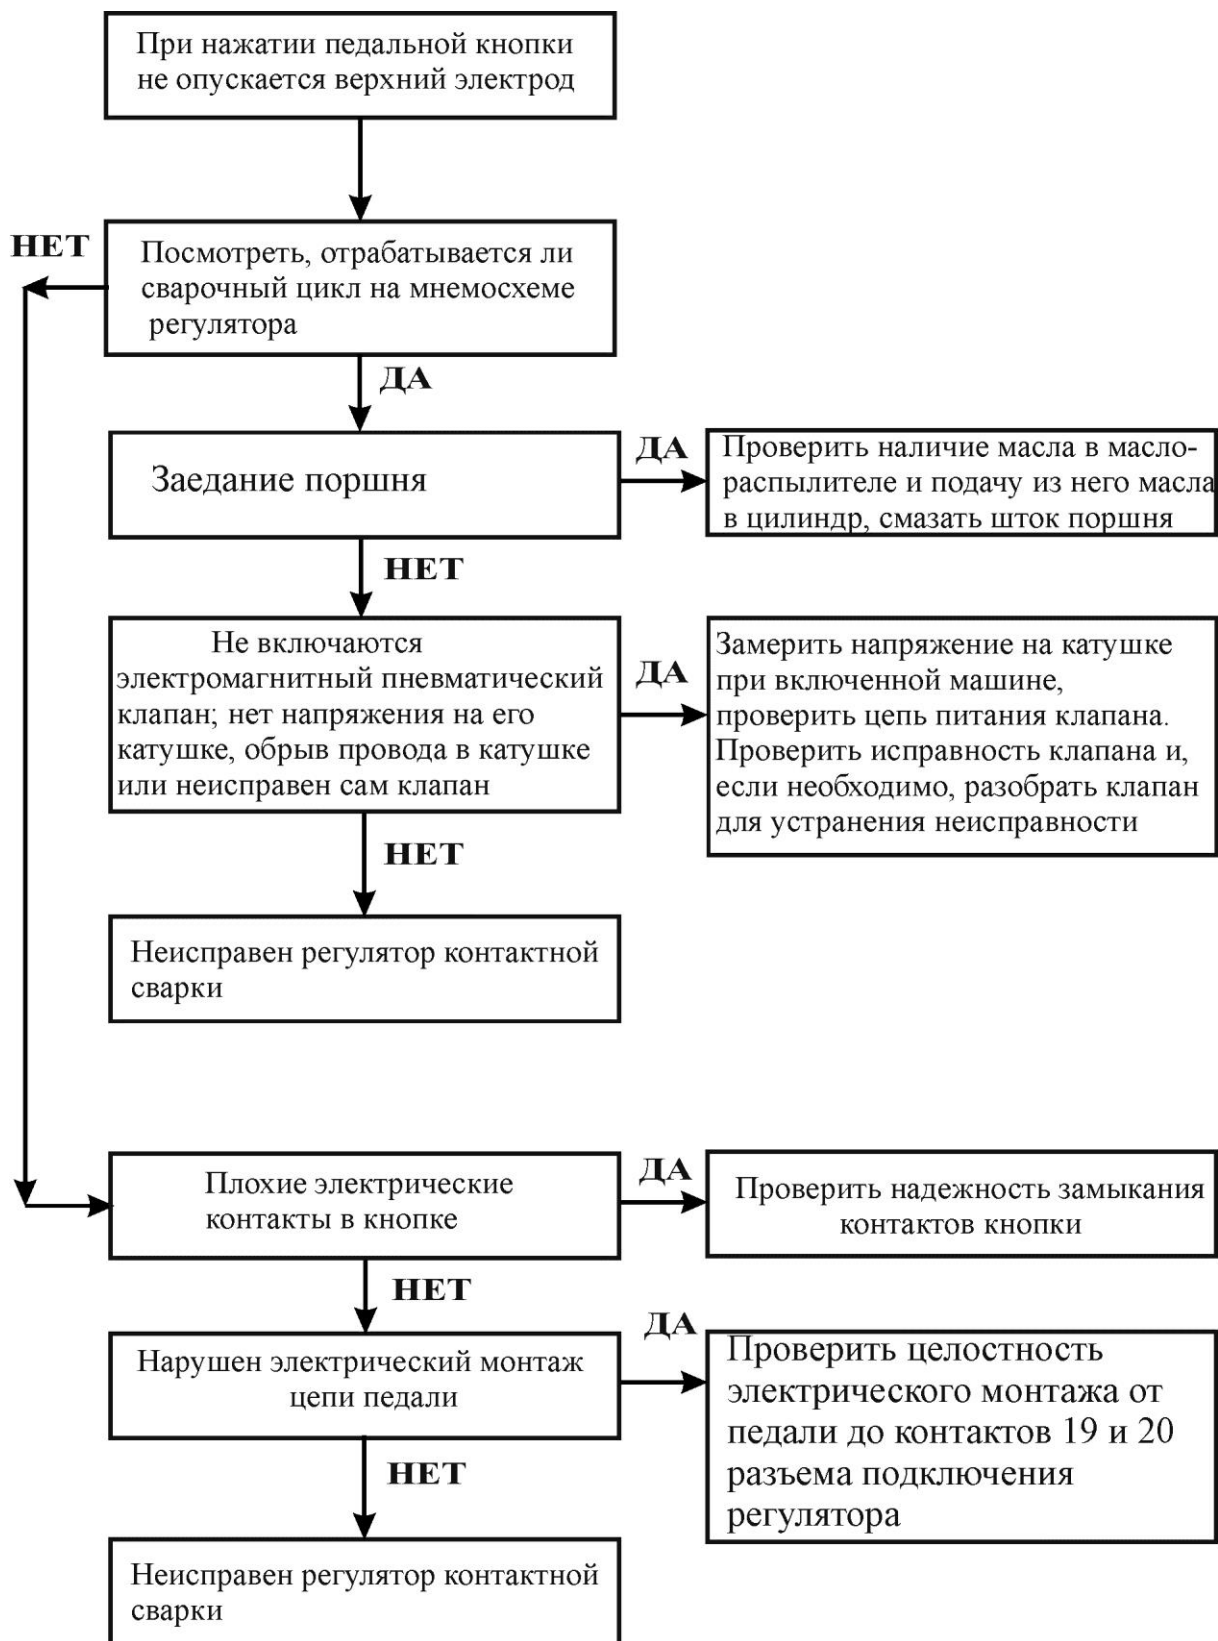 При нажатии педальной кнопки
не опускается верхний электрод
НЕТ
Посмотреть, отрабатывается ли
сварочный цикл на мнемосхеме
регулятора
ДА
Заедание поршня
ДА
Проверить наличие масла в масло-
распылителе и подачу из него масла
в цилиндр, смазать шток поршня
НЕТ
Не включаются
электромагнитный пневматический
клапан; нет напряжения на его
катушке, обрыв провода в катушке
или неисправен сам клапан
ДА
Замерить напряжение на катушке
при включенной машине,
проверить цепь питания клапана.
Проверить исправность клапана и,
если необходимо, разобрать клапан
для устранения неисправности
НЕТ
Неисправен регулятор контактной
сварки
Плохие электрические
контакты в кнопке
ДА
Проверить надежность замыкания
контактов кнопки
НЕТ
Нарушен электрический монтаж
цепи педали
ДА
Проверить целостность
электрического монтажа от
педали до контактов 19 и 20
разъема подключения
регулятора
НЕТ
Неисправен регулятор контактной
сварки